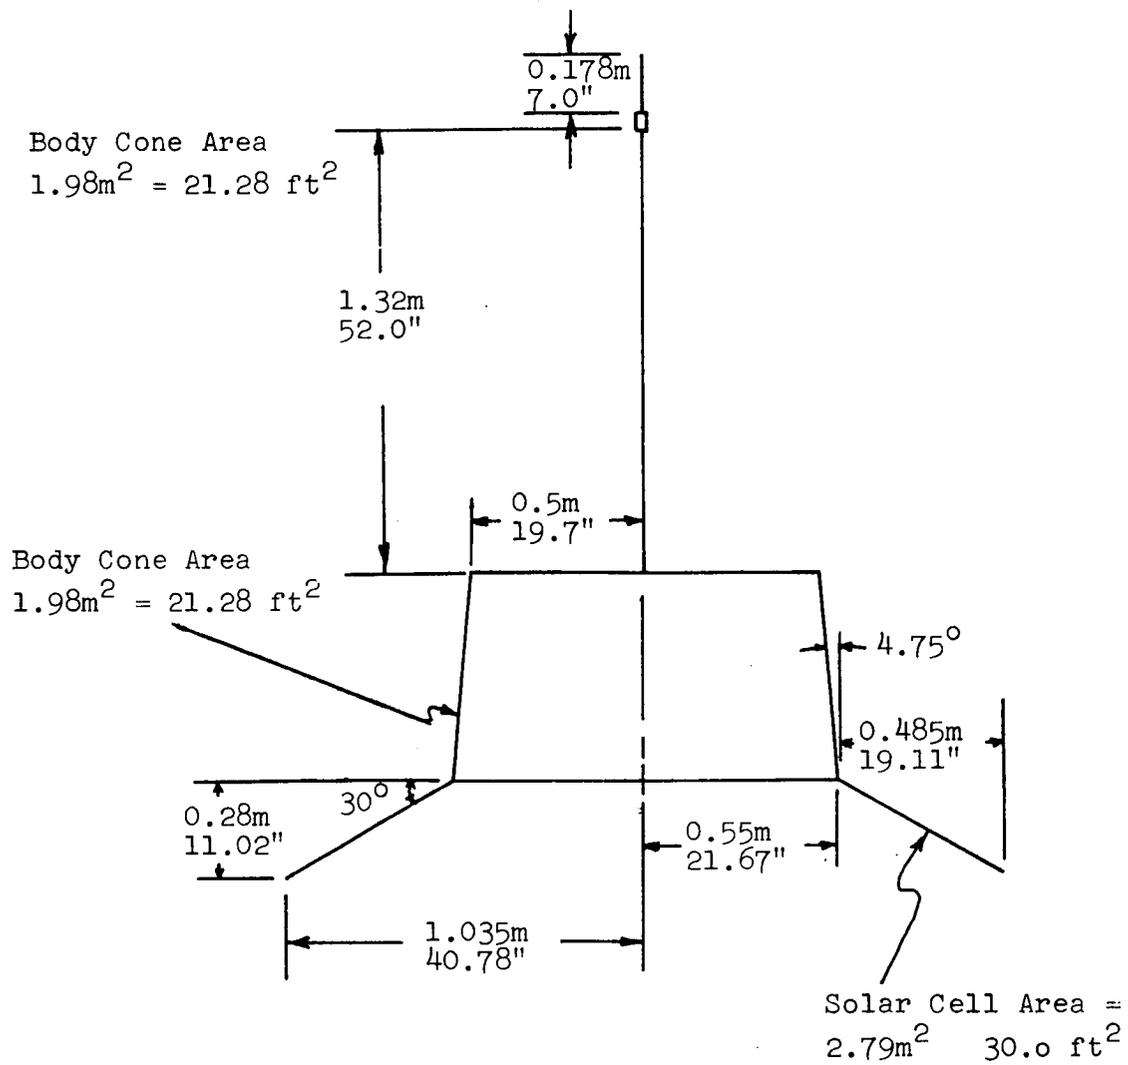 0.178m
7.0"
Body Cone Area
1.98m² = 21.28 ft²
1.32m
52.0"
0.5m
19.7"
Body Cone Area
1.98m² = 21.28 ft²
4.75°
0.485m
19.11"
30°
0.28m
11.02"
0.55m
21.67"
1.035m
40.78"
Solar Cell Area =
2.79m² 30.o ft²